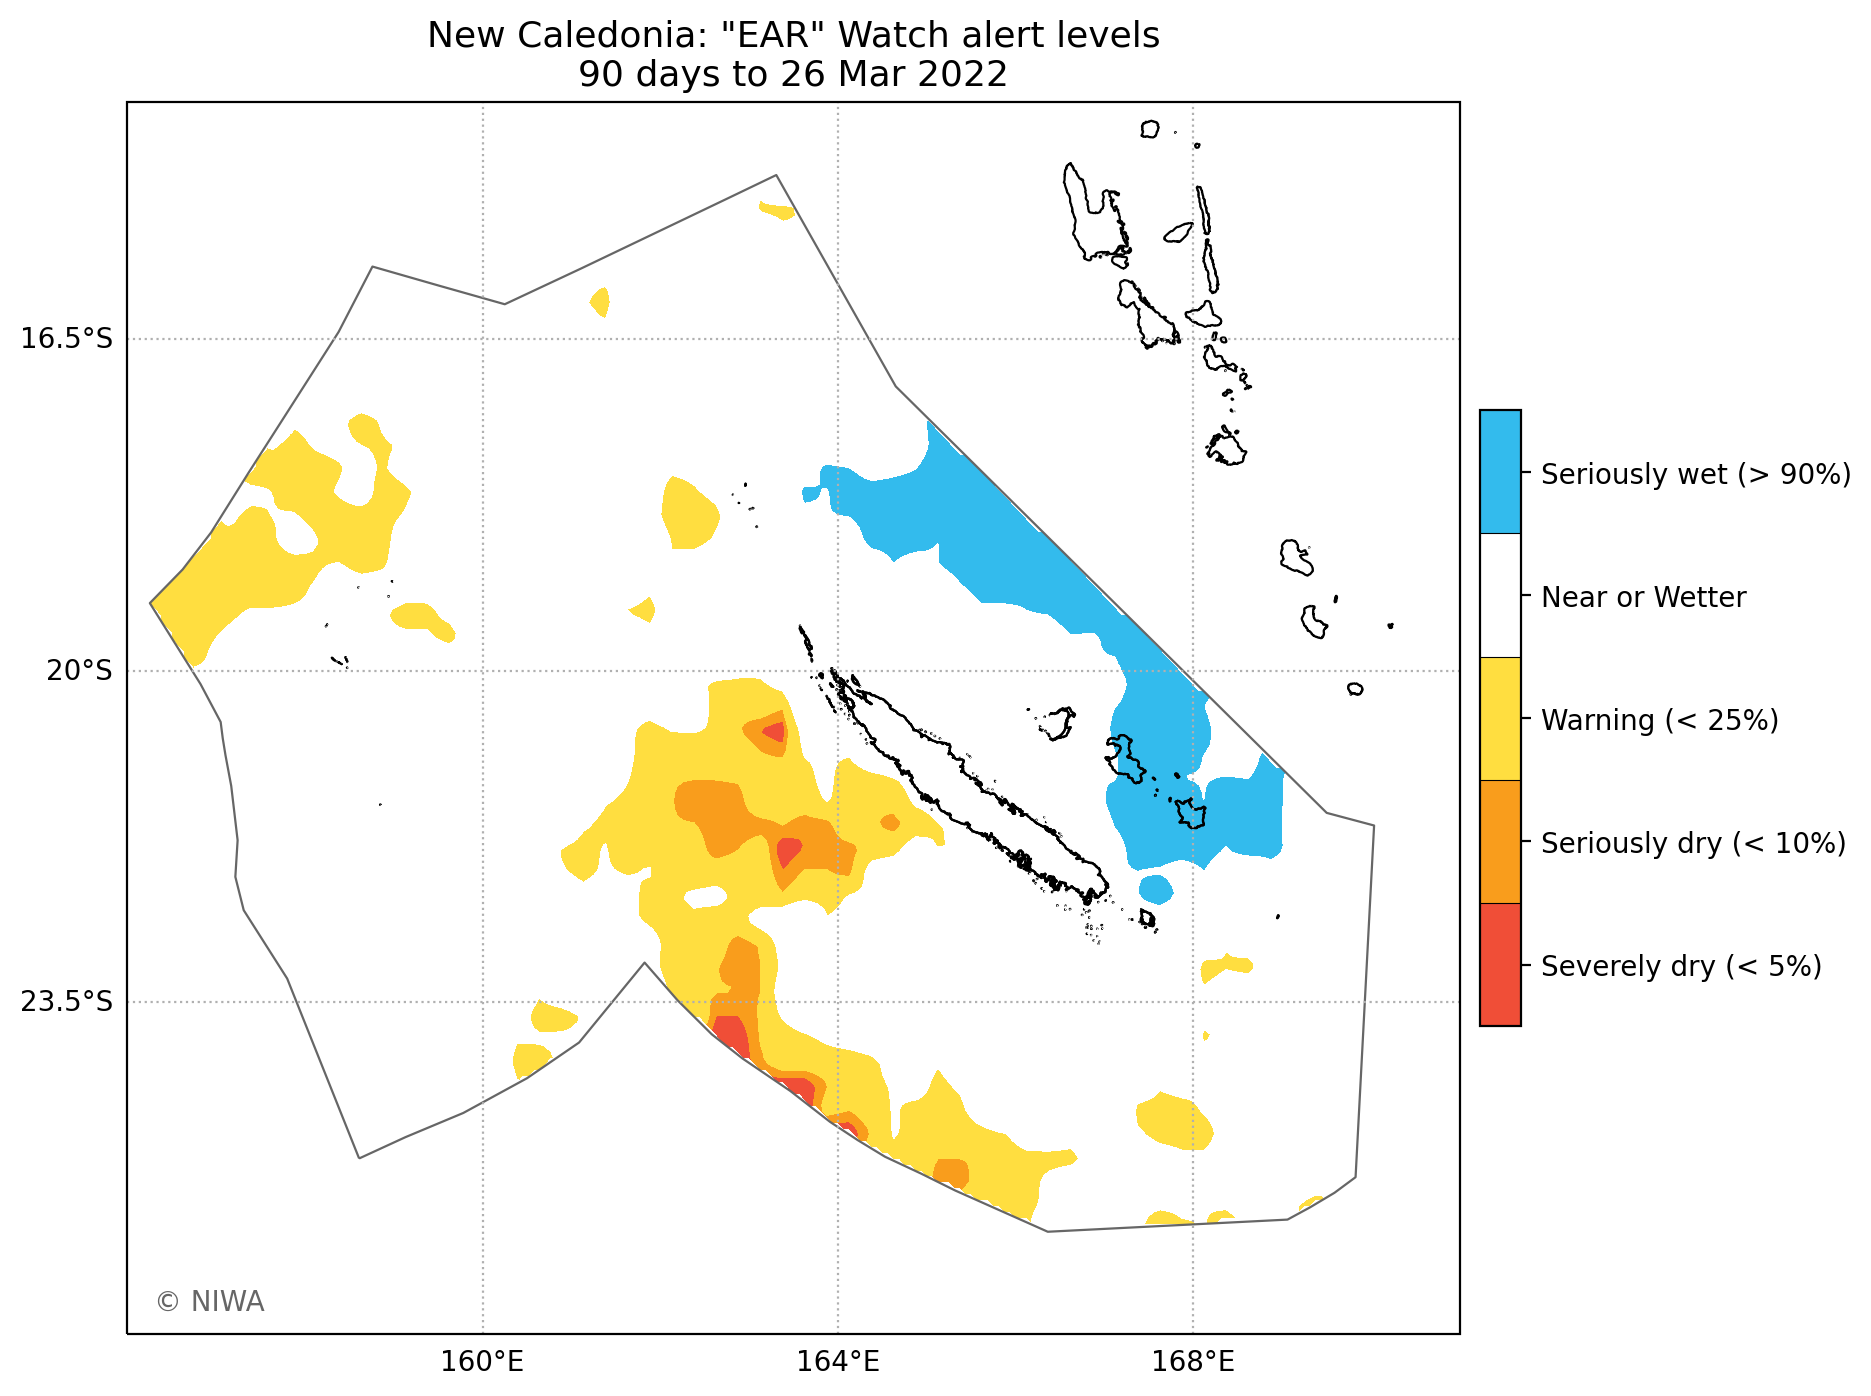 New Caledonia: "EAR" Watch alert levels
90 days to 26 Mar 2022
16.5°S
20°S
23.5°S
160°E
164°E
168°E
Seriously wet (> 90%)
Near or Wetter
Warning (< 25%)
Seriously dry (< 10%)
Severely dry (< 5%)
© NIWA